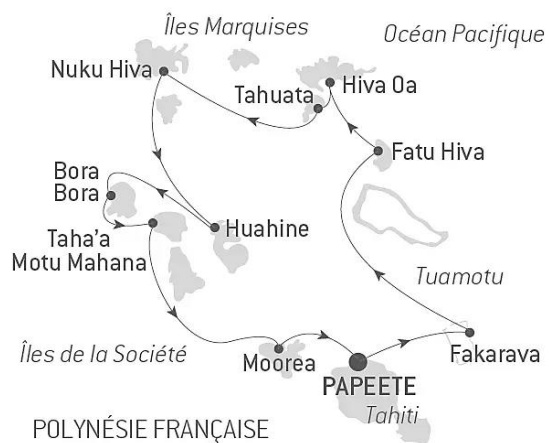 Îles Marquises
Océan Pacifique
Nuku Hiva
Hiva Oa
Tahuata
Fatu Hiva
Bora
Bora
Huahine
Taha'a
Motu Mahana
Tuamotu
Îles de la Société
Moorea
Fakarava
PAPEETE
Tahiti
POLYNÉSIE FRANÇAISE